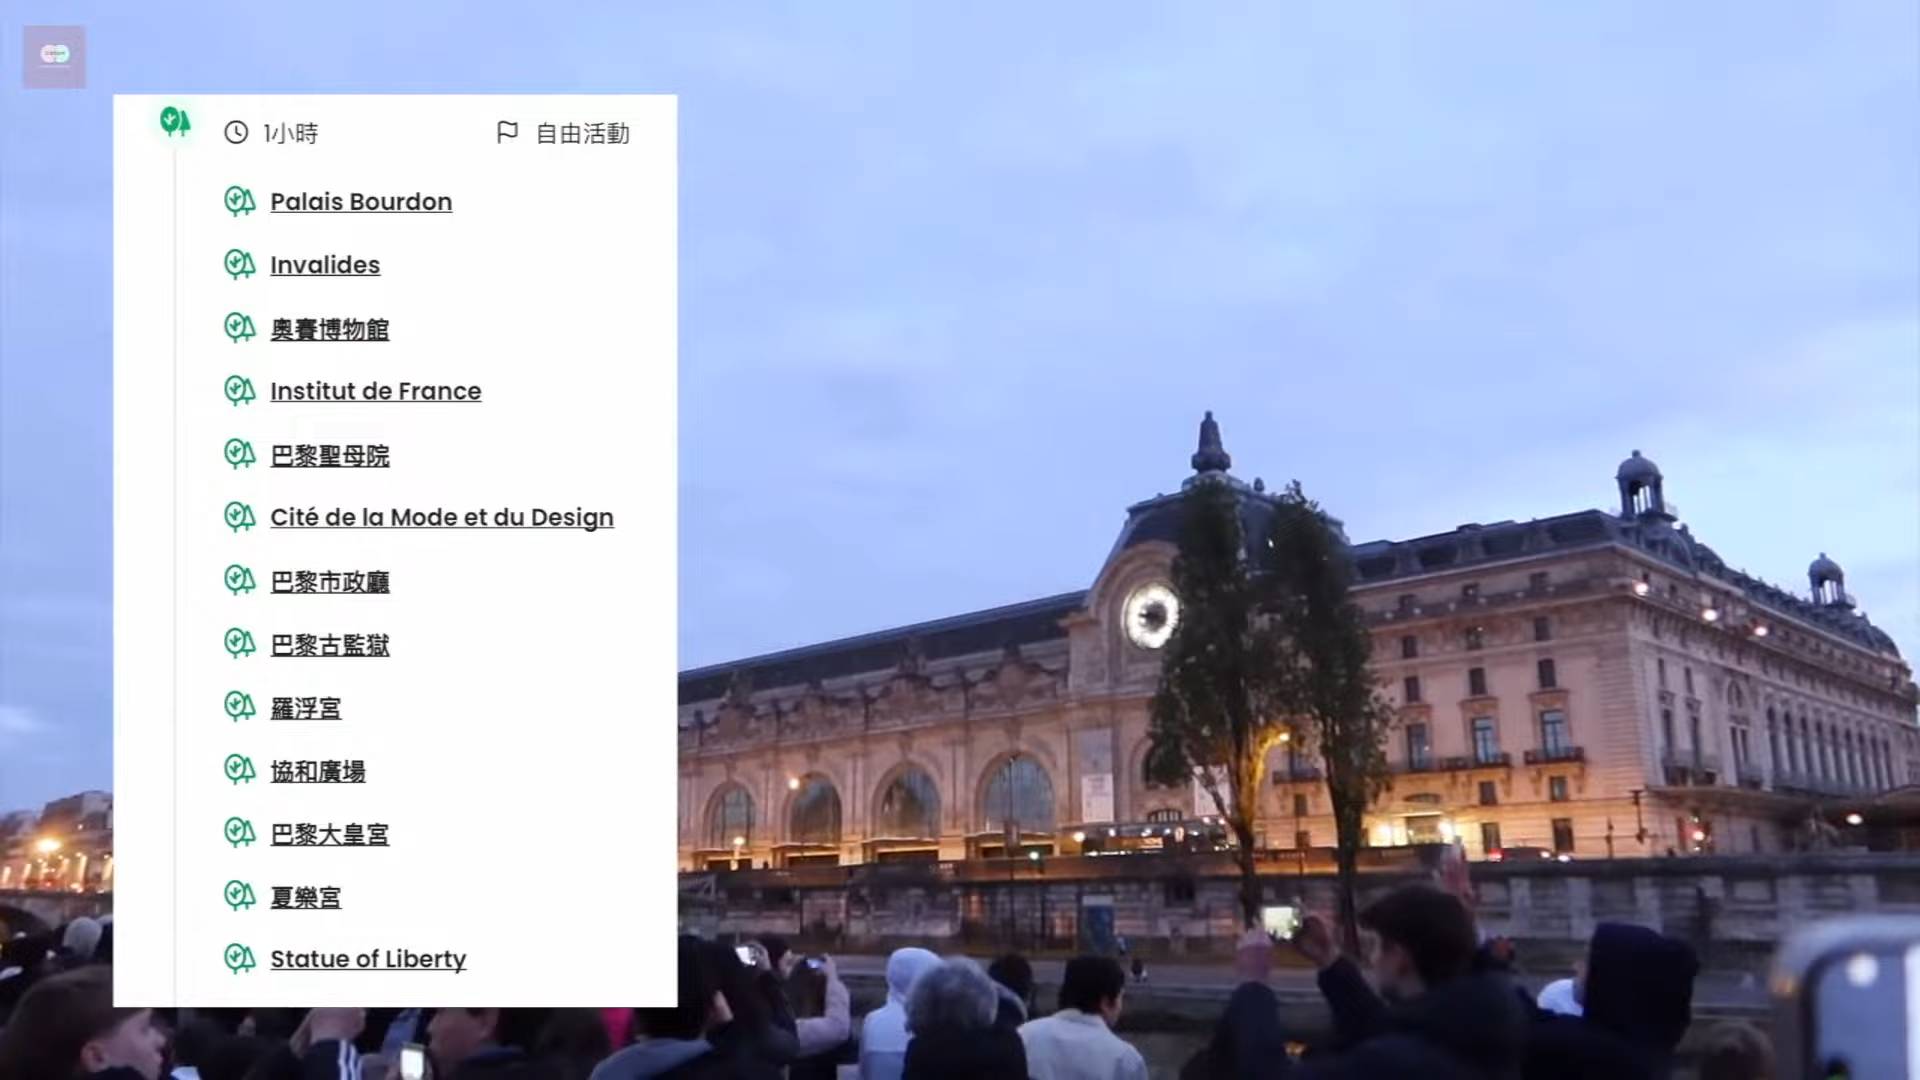 1小時
自由活動
Palais Bourdon
Invalides
奧賽博物館
Institut de France
巴黎聖母院
Cité de la Mode et du Design
巴黎市政廳
巴黎古監獄
羅浮宮
協和廣場
巴黎大皇宮
夏樂宮
Statue of Liberty